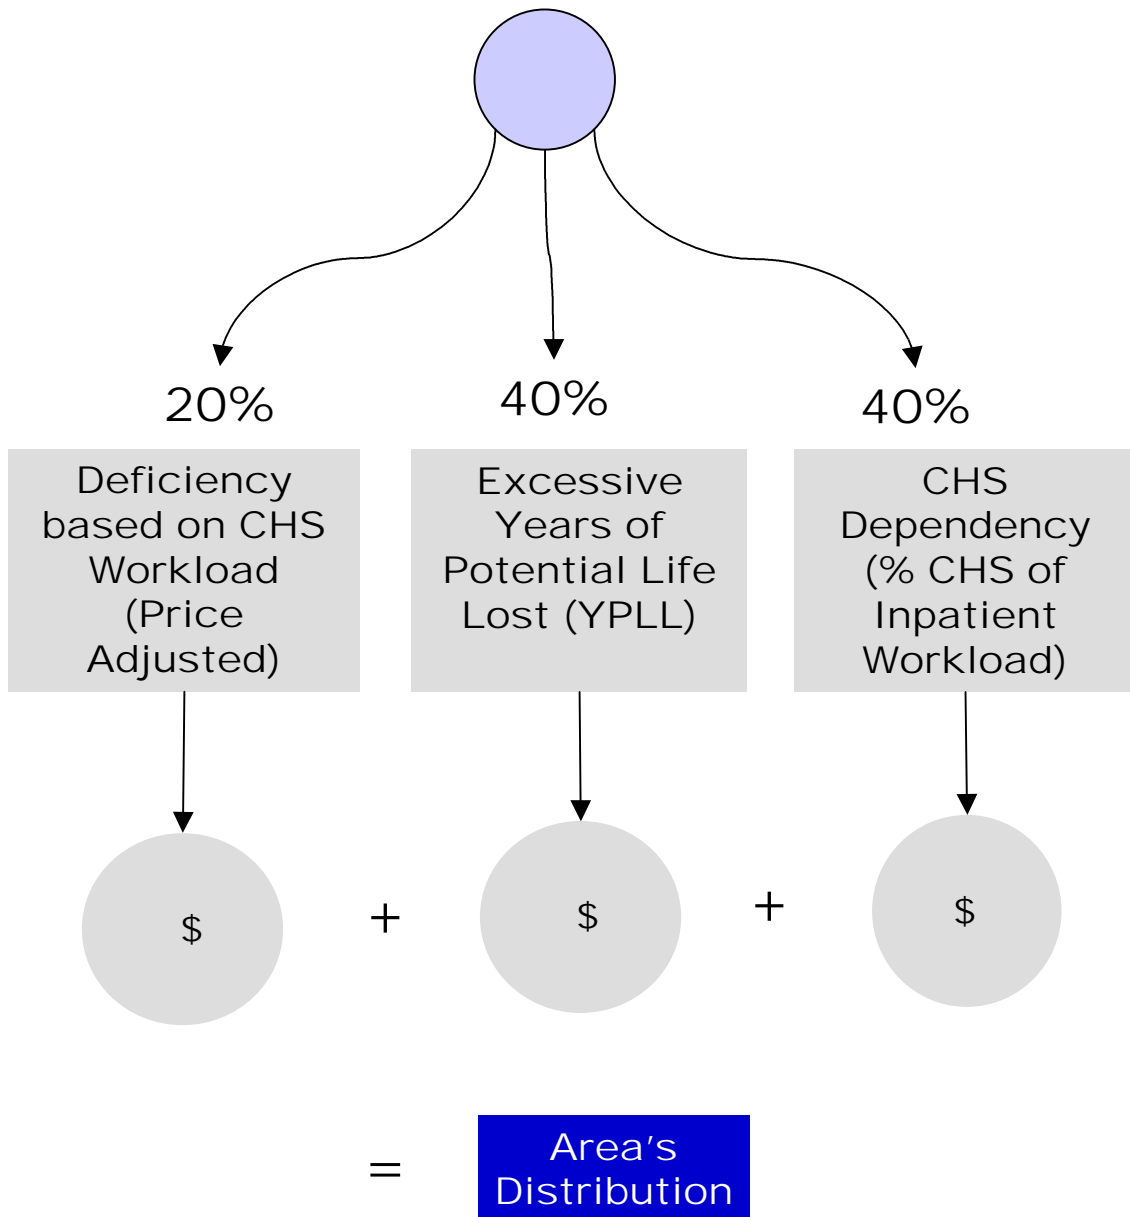 20%
40%
40%
Deficiency
based on CHS
Workload
(Price
Adjusted)
Excessive
Years of
Potential Life
Lost (YPLL)
CHS
Dependency
(% CHS of
Inpatient
Workload)
$
+
$
+
$
=
Area's
Distribution